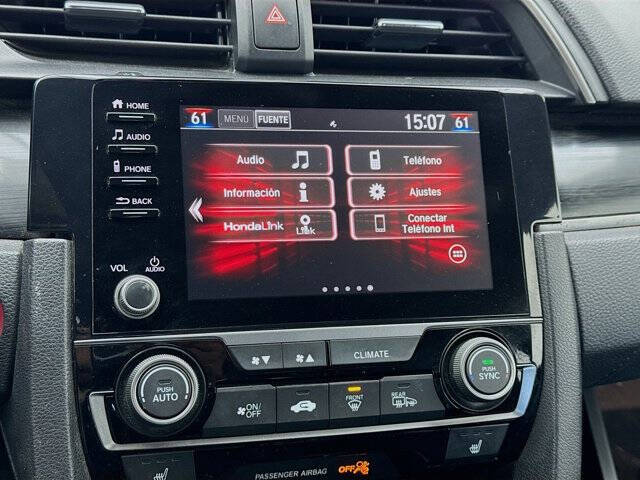 HOME
61 MENÚ FUENTE 15:07 61
AUDIO
Audio
Teléfono
PHONE
Información
Ajustes
BACK
HondaLink Link
Conectar
Teléfono Int
VOL AUDIO
CLIMATE
PUSH
AUTO
PUSH
SYNC
ON/
OFF
FRONT
REAR
PASSENGER AIRBAG OFF